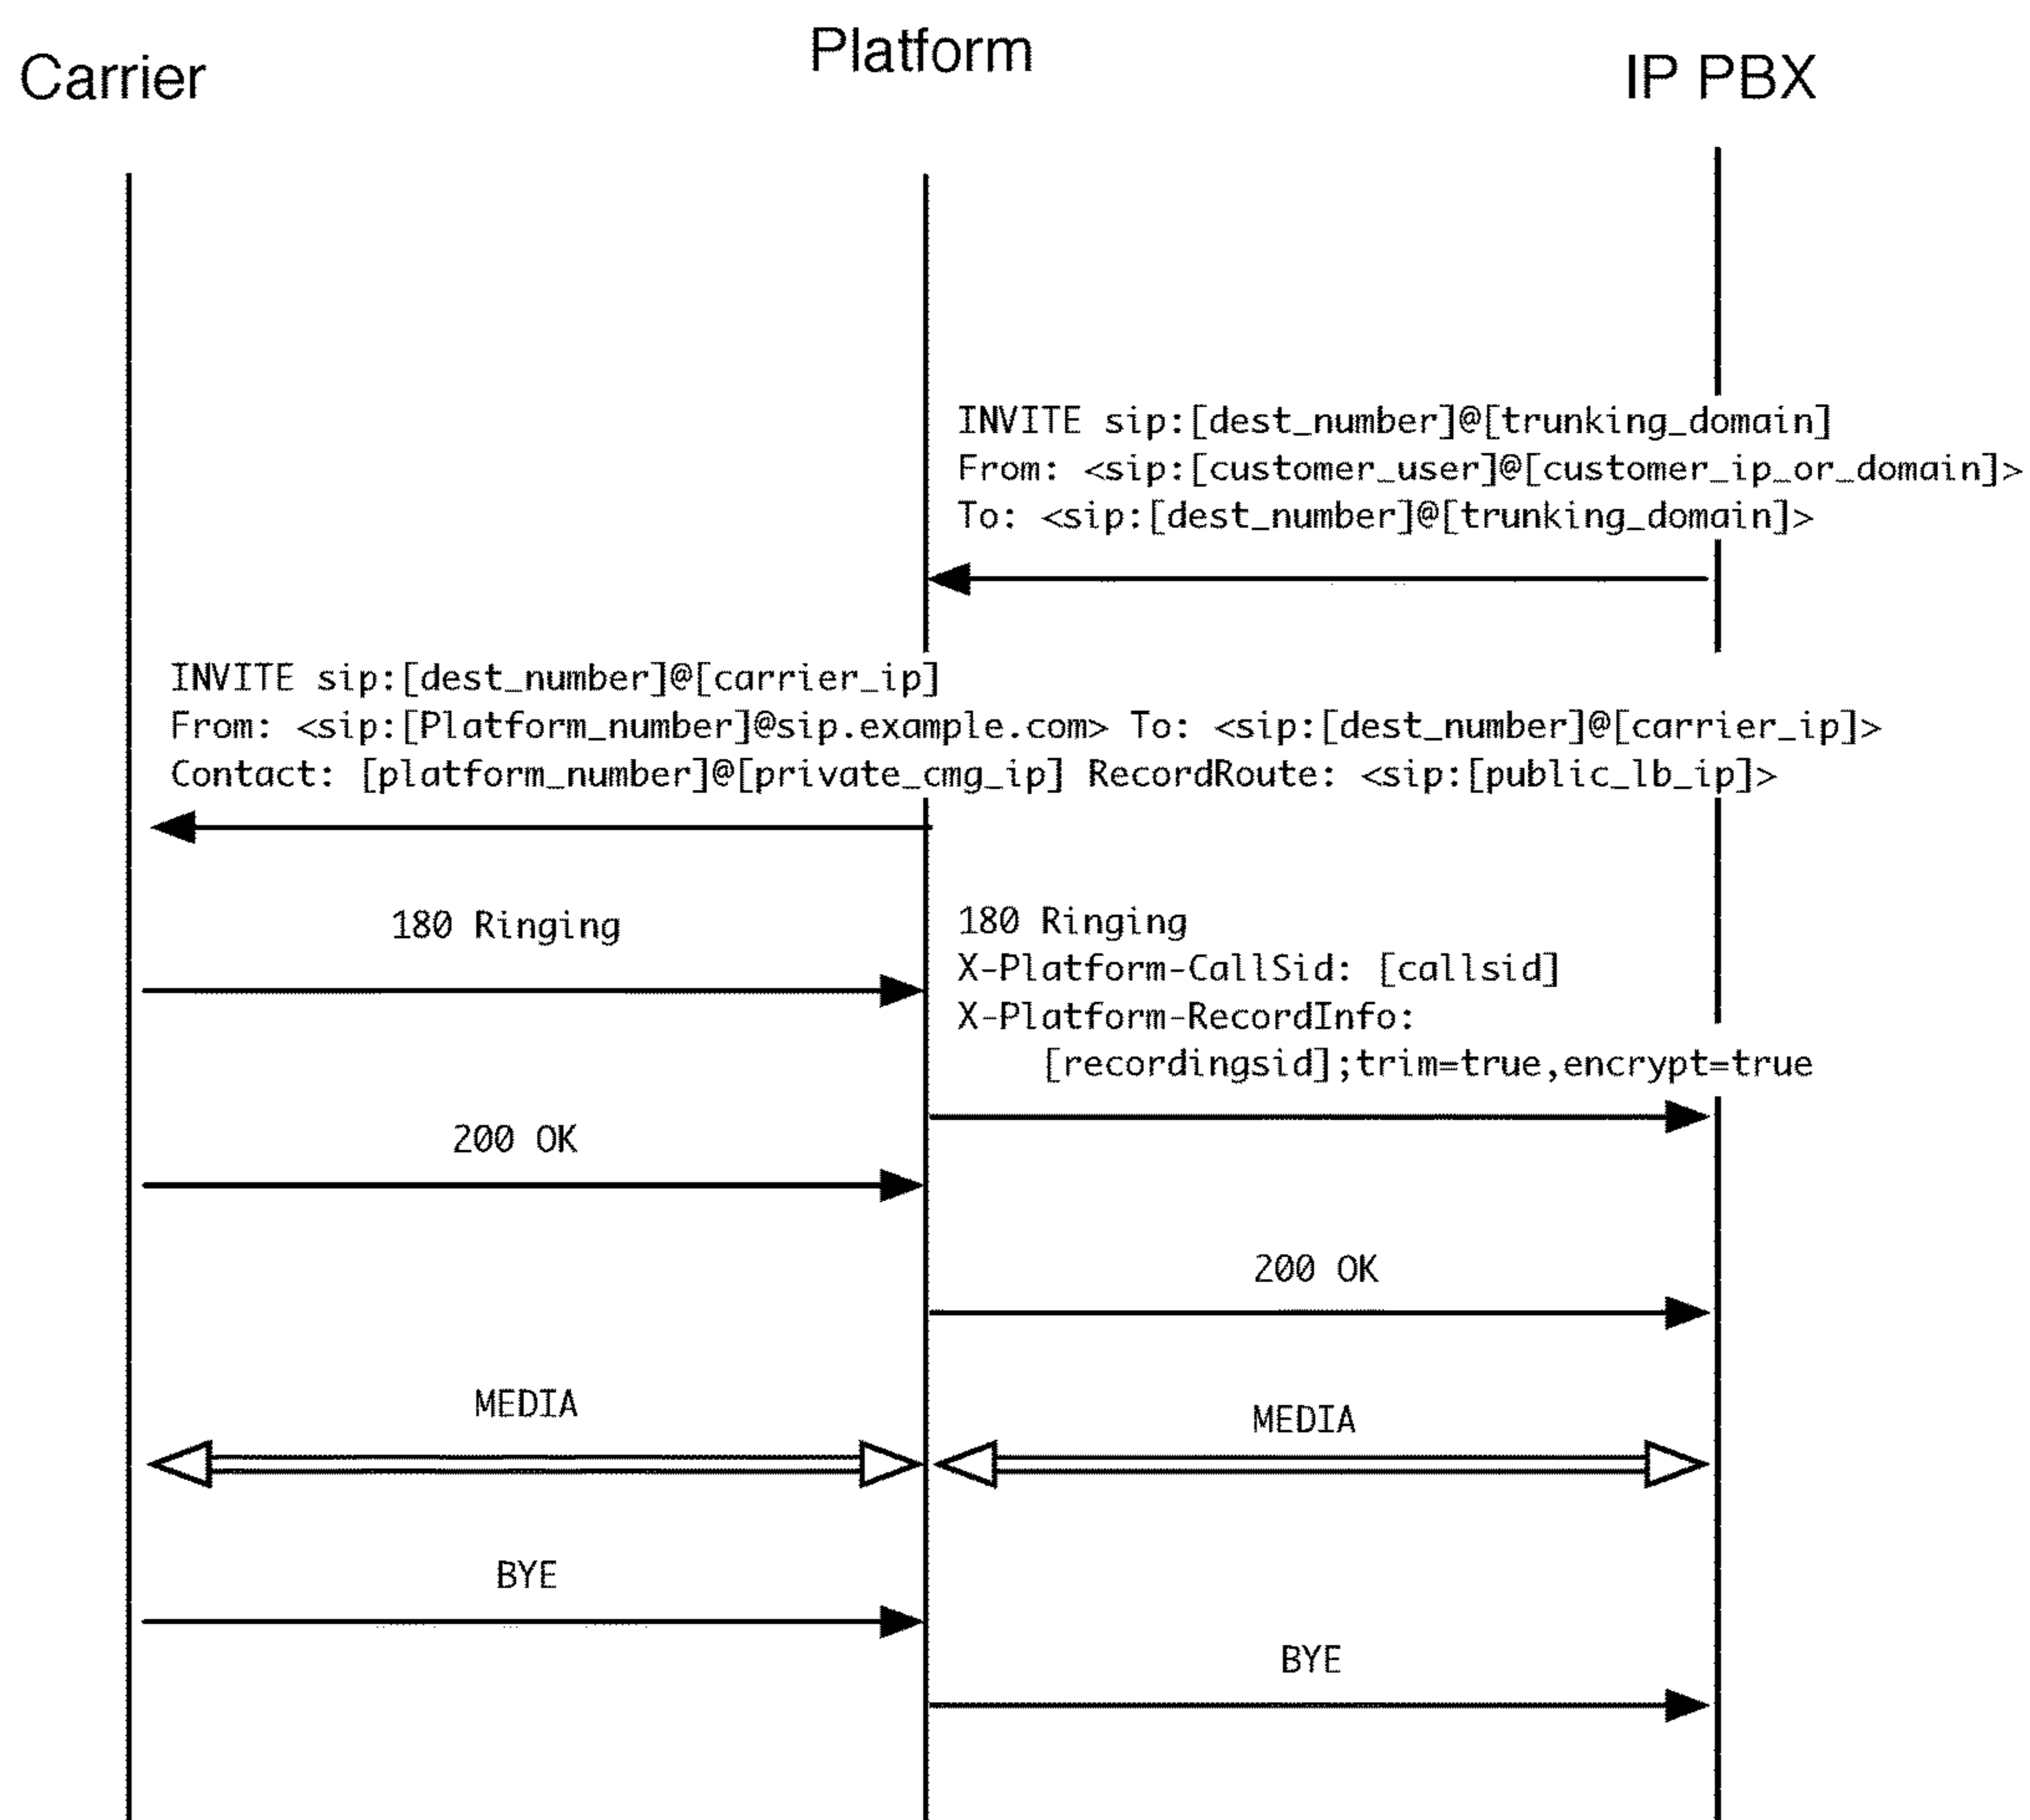 Carrier
Platform
IP PBX
INVITE sip:[dest_number]@[trunking_domain]
From: <sip:[customer_user]@[customer_ip_or_domain]>
To: <sip:[dest_number]@[trunking_domain]>
INVITE sip:[dest_number]@[carrier_ip]
From: <sip:[Platform_number]@sip.example.com> To: <sip:[dest_number]@[carrier_ip]>
Contact: [platform_number]@[private_cmg_ip] RecordRoute: <sip:[public_lb_ip]>
180 Ringing
180 Ringing
X-Platform-CallSid: [callsid]
X-Platform-RecordInfo:
[recordingsid];trim=true,encrypt=true
200 OK
200 OK
MEDIA
MEDIA
BYE
BYE